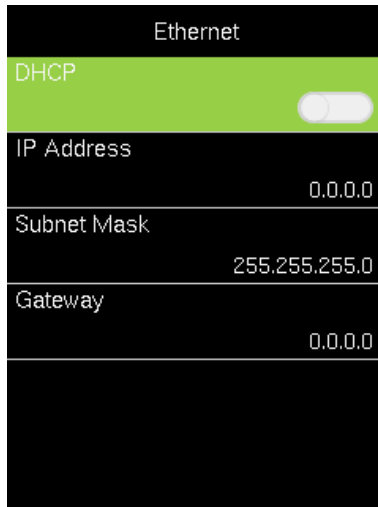 Ethernet
DHCP
IP Address
0.0.0.0
Subnet Mask
255.255.255.0
Gateway
0.0.0.0